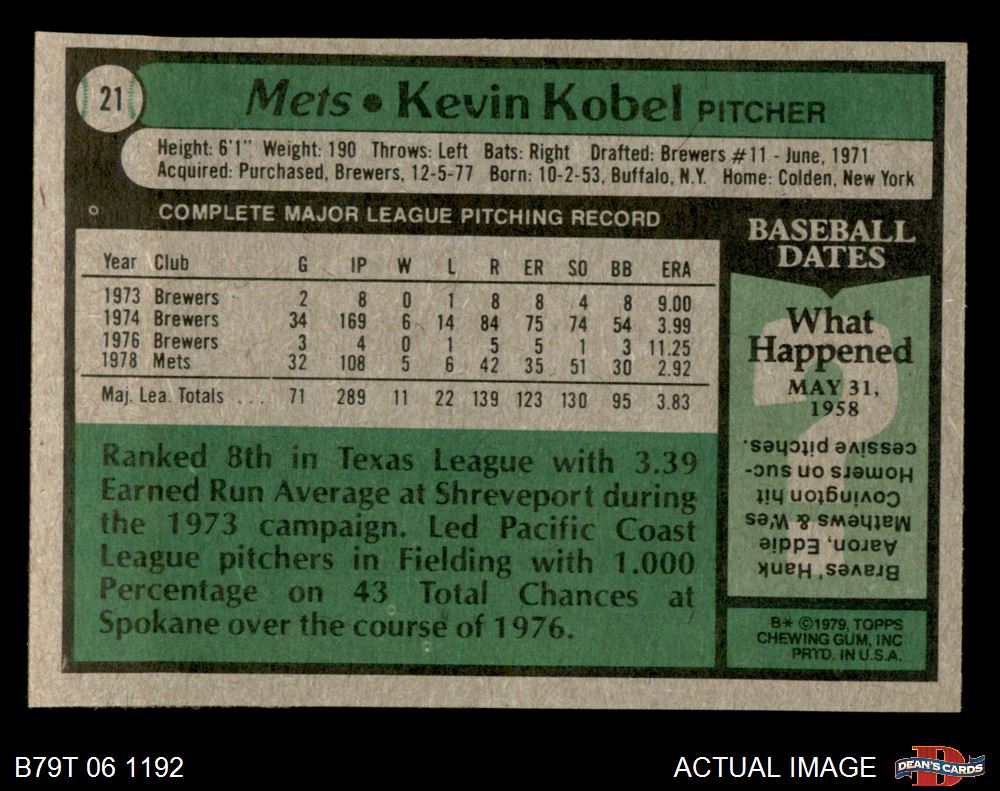 21
Mets • Kevin Kobel PITCHER
Height: 6'1" Weight: 190 Throws: Left Bats: Right Drafted: Brewers #11 - June, 1971
Acquired: Purchased, Brewers, 12-5-77 Born: 10-2-53, Buffalo, N.Y. Home: Colden, New York
COMPLETE MAJOR LEAGUE PITCHING RECORD
Year Club G IP W L R ER SO BB ERA
1973 Brewers 2 8 0 1 8 8 4 8 9.00
1974 Brewers 34 169 6 14 84 75 74 54 3.99
1976 Brewers 3 4 0 1 5 5 1 3 11.25
1978 Mets 32 108 5 6 42 35 51 30 2.92
Maj. Lea. Totals ... 71 289 11 22 139 123 130 95 3.83
Ranked 8th in Texas League with 3.39
Earned Run Average at Shreveport during
the 1973 campaign. Led Pacific Coast
League pitchers in Fielding with 1.000
Percentage on 43 Total Chances at
Spokane over the course of 1976.
BASEBALL
DATES
What
Happened
MAY 31,
1958
?
Braves' Hank
Aaron, Eddie
Mathews & Wes
Covington hit
Homers on suc-
cessive pitches.
B* ©1979, TOPPS
CHEWING GUM, INC
PRTD. IN U.S.A.
B79T 06 1192
ACTUAL IMAGE
D
DEAN'S CARDS